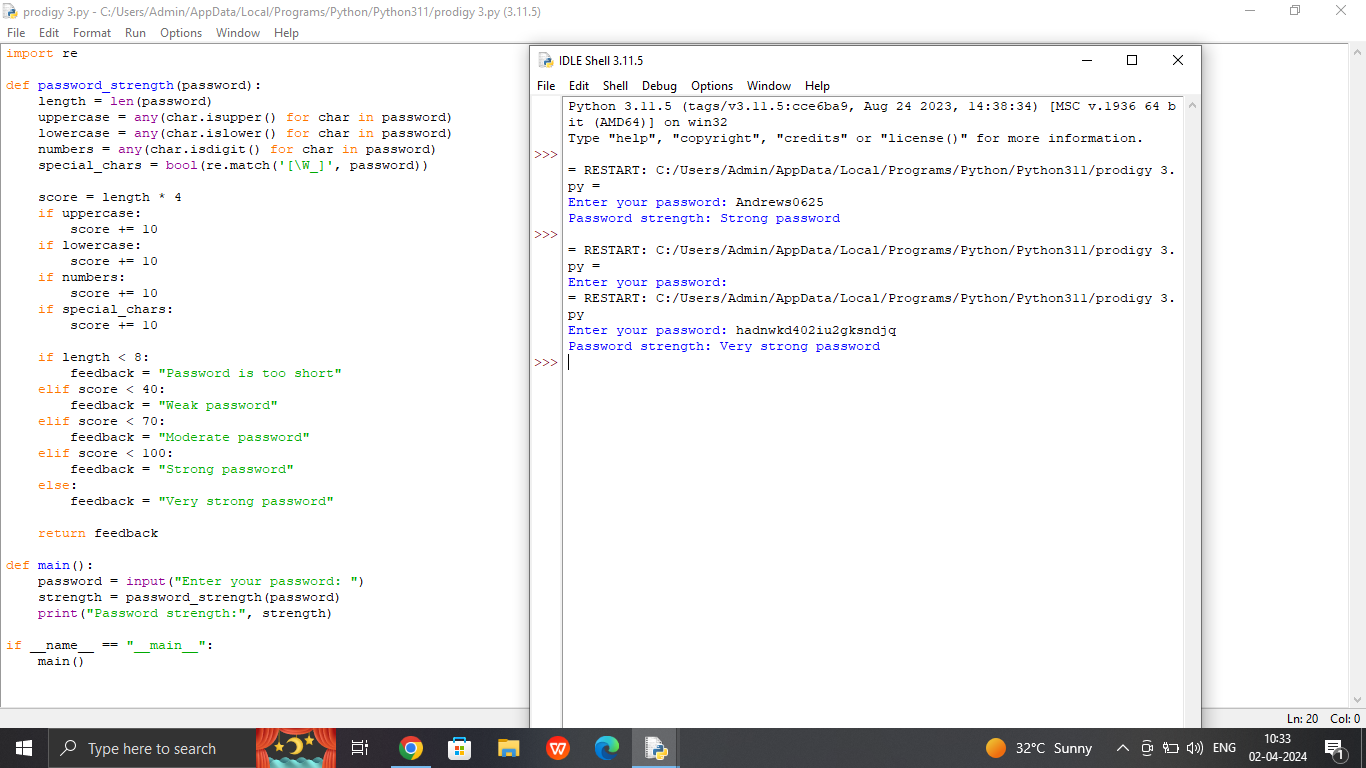 prodigy 3.py - C:/Users/Admin/AppData/Local/Programs/Python/Python311/prodigy 3.py (3.11.5)
File Edit Format Run Options Window Help
import re
def password_strength(password):
    length = len(password)
    uppercase = any(char.isupper() for char in password)
    lowercase = any(char.islower() for char in password)
    numbers = any(char.isdigit() for char in password)
    special_chars = bool(re.match('[\W_]', password))
    score = length * 4
    if uppercase:
        score += 10
    if lowercase:
        score += 10
    if numbers:
        score += 10
    if special_chars:
        score += 10
    if length < 8:
        feedback = "Password is too short"
    elif score < 40:
        feedback = "Weak password"
    elif score < 70:
        feedback = "Moderate password"
    elif score < 100:
        feedback = "Strong password"
    else:
        feedback = "Very strong password"
    return feedback
def main():
    password = input("Enter your password: ")
    strength = password_strength(password)
    print("Password strength:", strength)
if __name__ == "__main__":
    main()
IDLE Shell 3.11.5
File Edit Shell Debug Options Window Help
Python 3.11.5 (tags/v3.11.5:cce6ba9, Aug 24 2023, 14:38:34) [MSC v.1936 64 b
it (AMD64)] on win32
Type "help", "copyright", "credits" or "license()" for more information.
>>>
= RESTART: C:/Users/Admin/AppData/Local/Programs/Python/Python311/prodigy 3.
py =
Enter your password: Andrews0625
Password strength: Strong password
>>>
= RESTART: C:/Users/Admin/AppData/Local/Programs/Python/Python311/prodigy 3.
py =
Enter your password:
= RESTART: C:/Users/Admin/AppData/Local/Programs/Python/Python311/prodigy 3.
py
Enter your password: hadnwkd402iu2gksndjq
Password strength: Very strong password
>>>
Ln: 20 Col: 0
Type here to search
32°C Sunny
ENG
10:33
02-04-2024
1